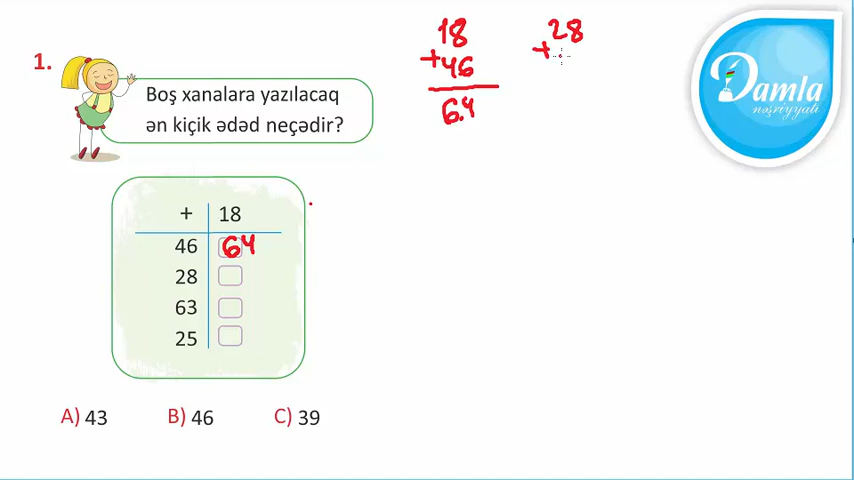 1.
Boş xanalara yazılacaq
ən kiçik ədəd neçədir?
18
+46
64
28
+
Damla
nəşriyyatı
+ 18
46 64
28
63
25
A) 43 B) 46 C) 39